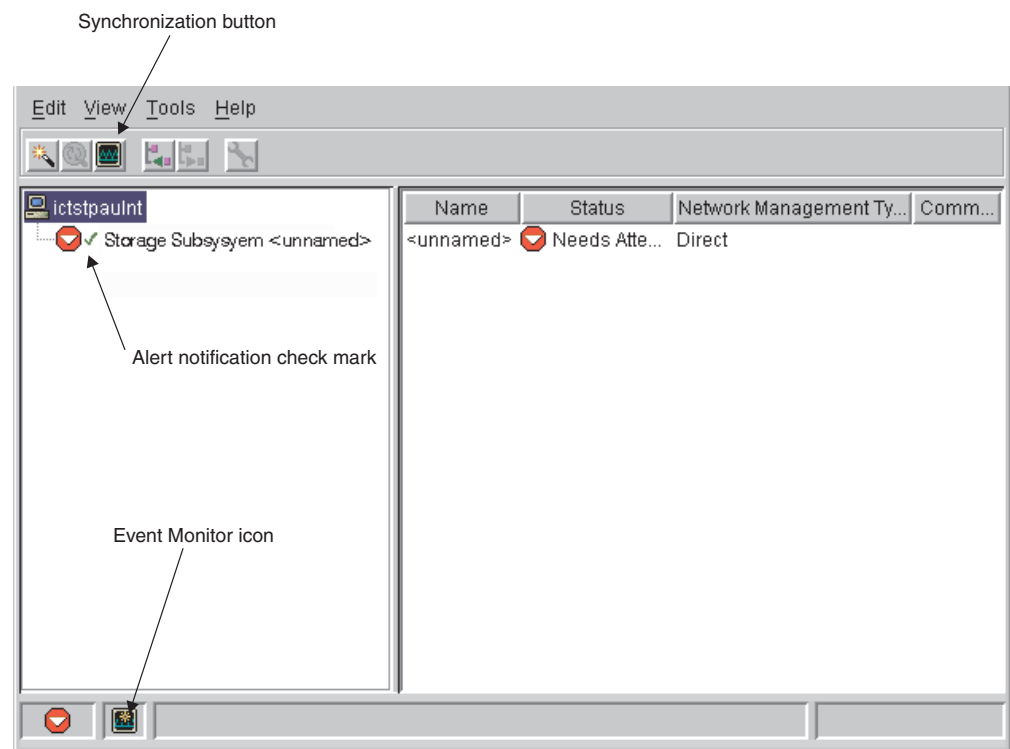 Synchronization button
Edit View Tools Help
ictstpaulnt
Storage Subsysyem <unnamed>
Name Status Network Management Ty... Comm...
<unnamed> Needs Atte... Direct
Alert notification check mark
Event Monitor icon